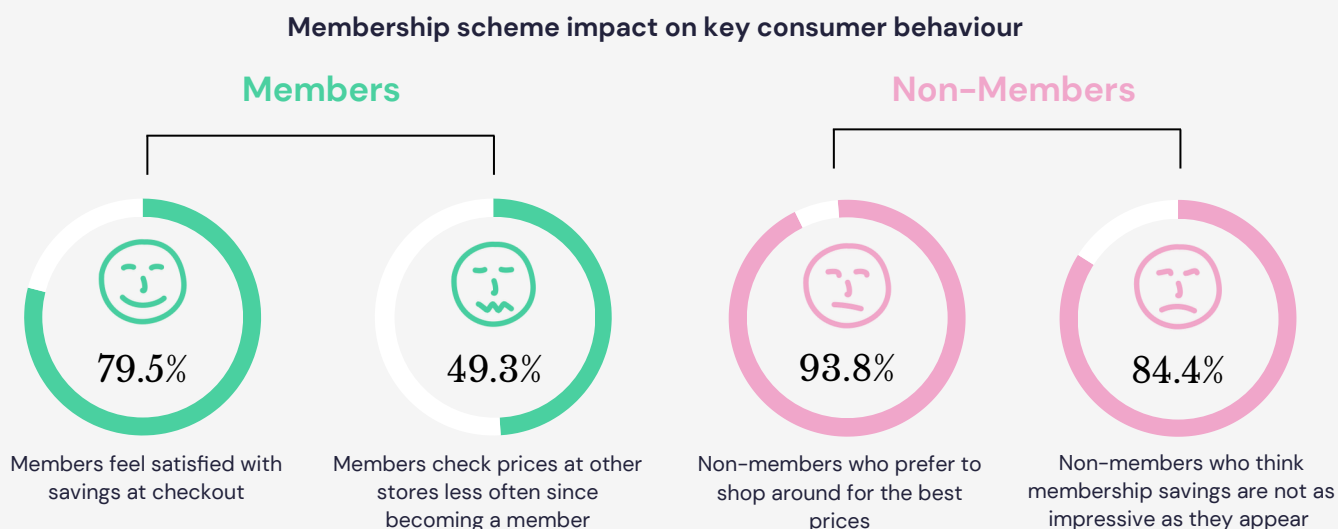 Membership scheme impact on key consumer behaviour
Members
Non-Members
79.5%
49.3%
93.8%
84.4%
Members feel satisfied with
savings at checkout
Members check prices at other
stores less often since
becoming a member
Non-members who prefer to
shop around for the best
prices
Non-members who think
membership savings are not as
impressive as they appear